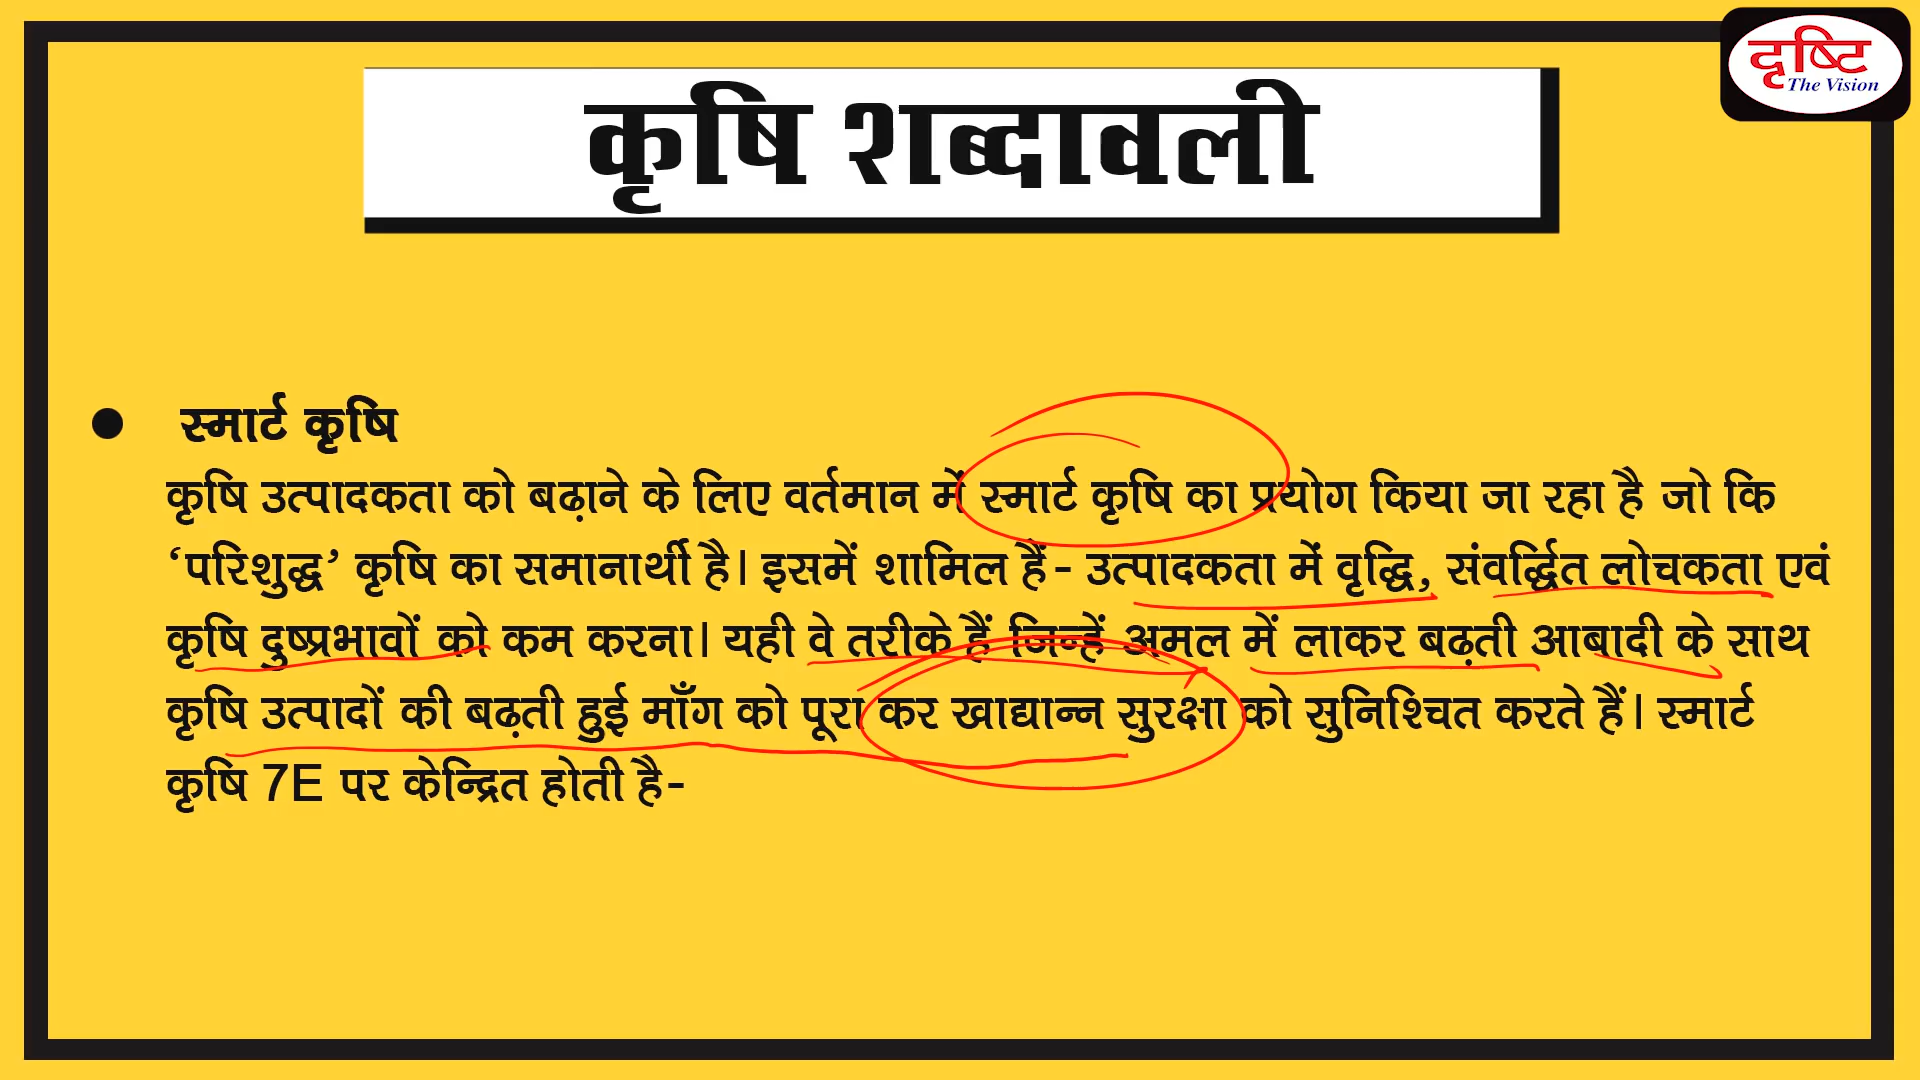 दृष्टि
The Vision
कृषि शब्दावली
● स्मार्ट कृषि
कृषि उत्पादकता को बढ़ाने के लिए वर्तमान में स्मार्ट कृषि का प्रयोग किया जा रहा है जो कि
‘परिशुद्ध’ कृषि का समानार्थी है। इसमें शामिल हैं- उत्पादकता में वृद्धि, संवर्द्धित लोचकता एवं
कृषि दुष्प्रभावों को कम करना। यही वे तरीके हैं जिन्हें अमल में लाकर बढ़ती आबादी के साथ
कृषि उत्पादों की बढ़ती हुई माँग को पूरा कर खाद्यान्न सुरक्षा को सुनिश्चित करते हैं। स्मार्ट
कृषि 7E पर केन्द्रित होती है-